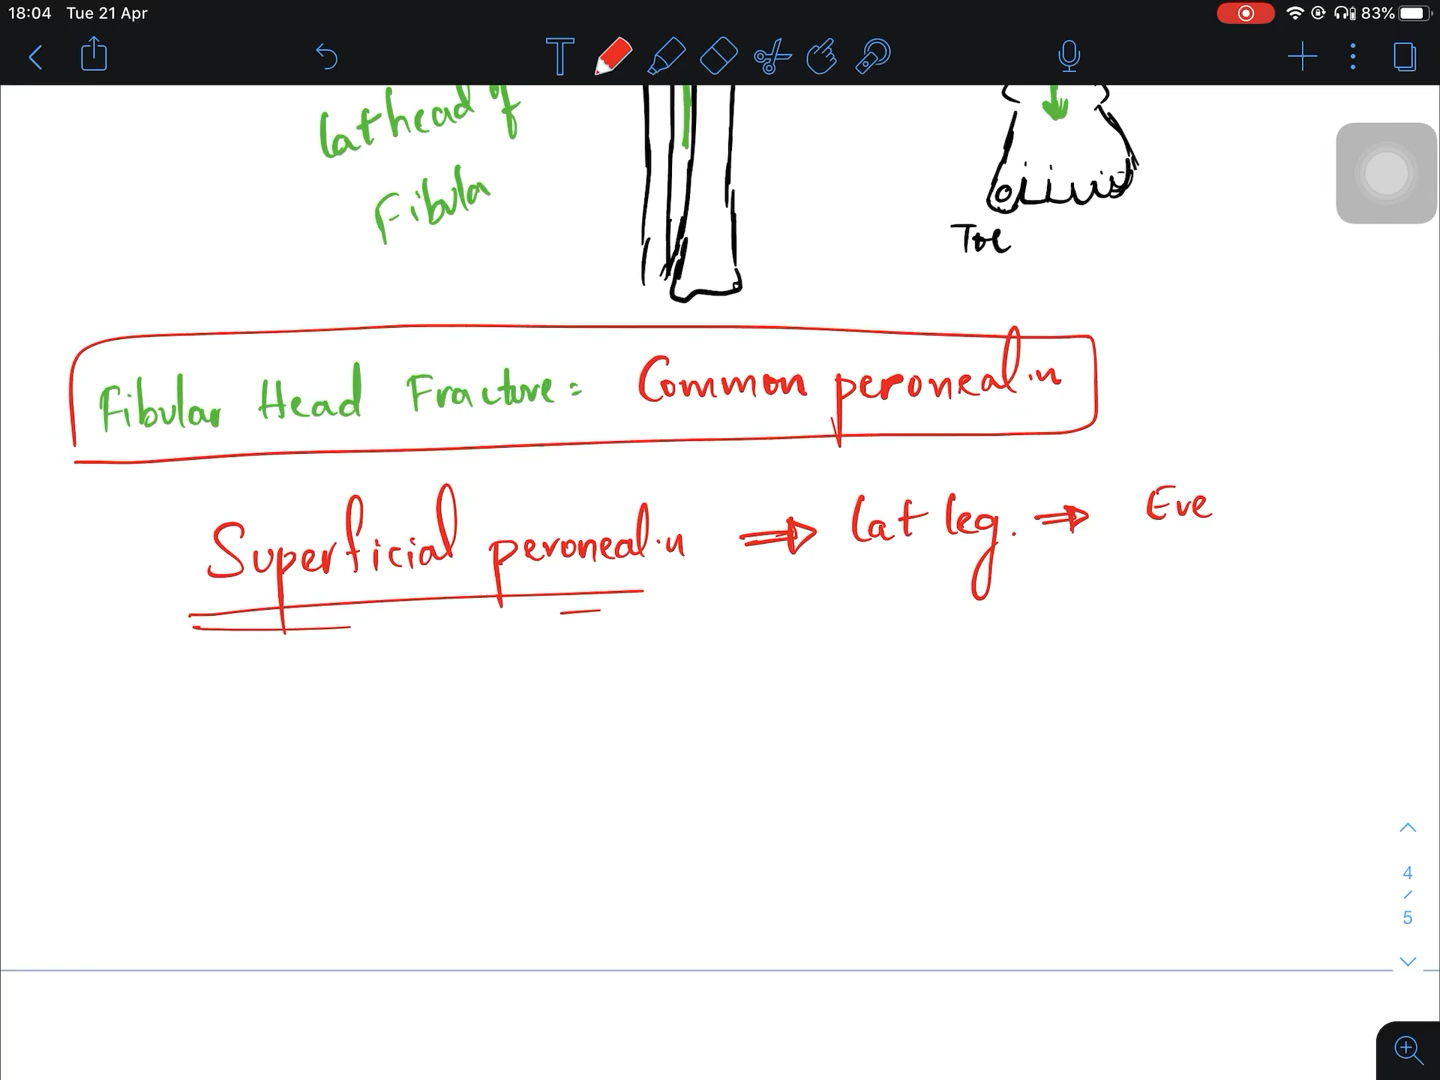 18:04 Tue 21 Apr 83%
T
Lat head of
Fibula
Toe
Fibular Head Fracture = Common peroneal.n
Superficial peroneal.n ⇒ lat leg. ⇒ Eve
4
/
5